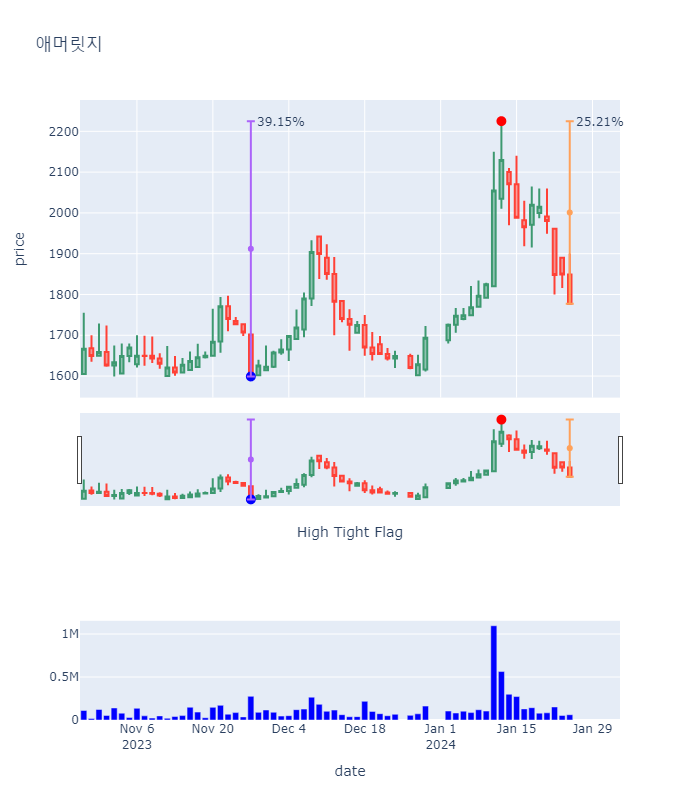 애머릿지
39.15%
25.21%
2200
2100
2000
1900
1800
1700
1600
price
High Tight Flag
1M
0.5M
0
Nov 6
2023
Nov 20
Dec 4
Dec 18
Jan 1
2024
Jan 15
Jan 29
date